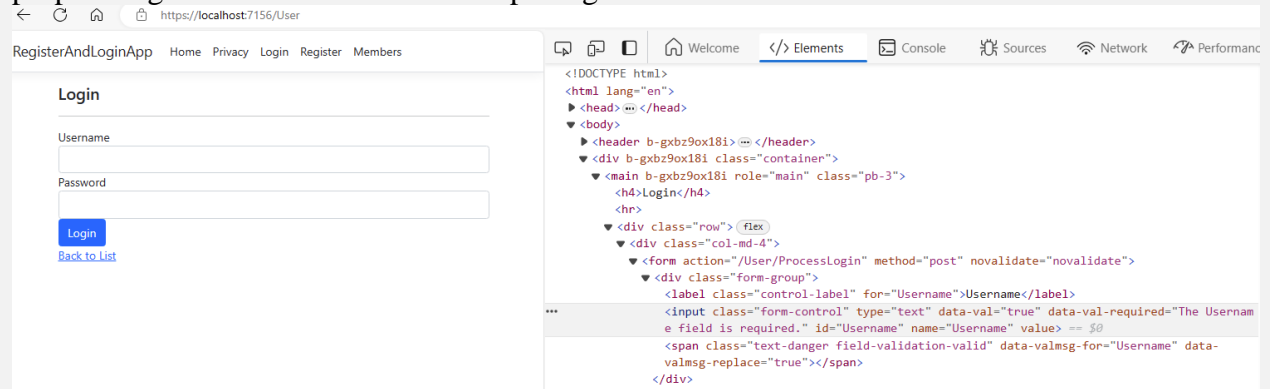 https://localhost:7156/User
RegisterAndLoginApp Home Privacy Login Register Members
Login
Username
Password
Login
Back to List
Welcome </> Elements Console Sources Network Performanc
<!DOCTYPE html>
<html lang="en">
▶ <head> ••• </head>
▼ <body>
▶ <header b-gxbz9ox18i> ••• </header>
▼ <div b-gxbz9ox18i class="container">
▼ <main b-gxbz9ox18i role="main" class="pb-3">
<h4>Login</h4>
<hr>
▼ <div class="row"> flex
▼ <div class="col-md-4">
▼ <form action="/User/ProcessLogin" method="post" novalidate="novalidate">
▼ <div class="form-group">
<label class="control-label" for="Username">Username</label>
••• <input class="form-control" type="text" data-val="true" data-val-required="The Usernam
e field is required." id="Username" name="Username" value> == $0
<span class="text-danger field-validation-valid" data-valmsg-for="Username" data-
valmsg-replace="true"></span>
</div>